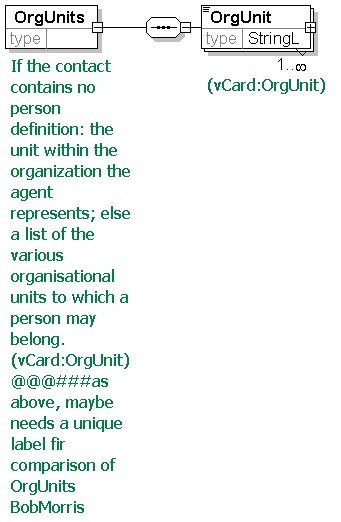 OrgUnits
type
OrgUnit
type StringL
1..∞
(vCard:OrgUnit)
If the contact
contains no
person
definition: the
unit within the
organization the
agent
represents; else
a list of the
various
organisational
units to which a
person may
belong.
(vCard:OrgUnit)
@@@###as
above, maybe
needs a unique
label fir
comparison of
OrgUnits
BobMorris